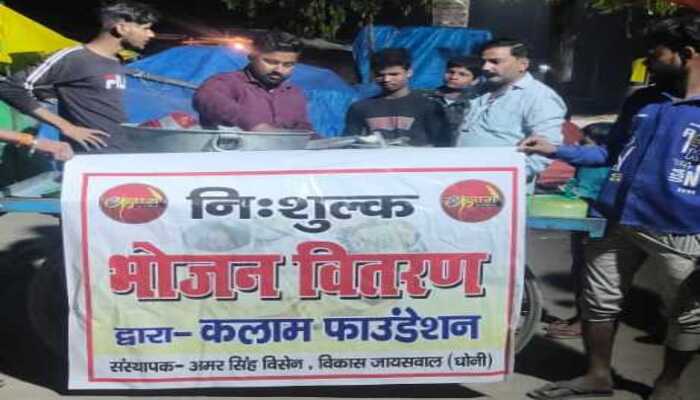 निःशुल्क
भोजन वितरण
द्वारा- कलाम फाउंडेशन
संस्थापक- अमर सिंह विसेन , विकास जायसवाल (धोनी)